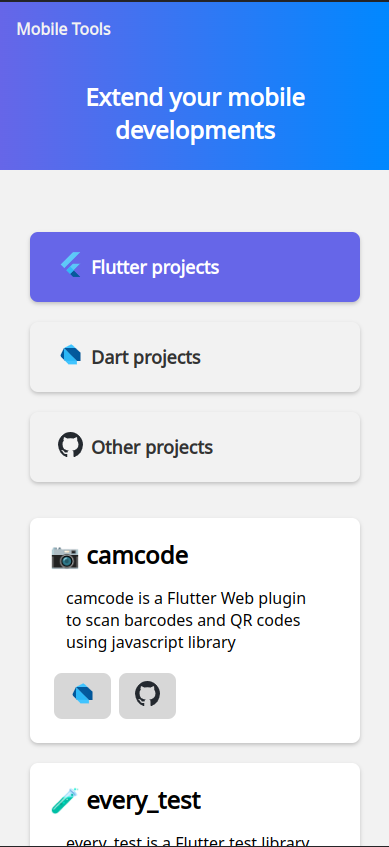 Mobile Tools
Extend your mobile
developments
Flutter projects
Dart projects
Other projects
camcode
camcode is a Flutter Web plugin
to scan barcodes and QR codes
using javascript library
every_test
every_test is a Flutter test library